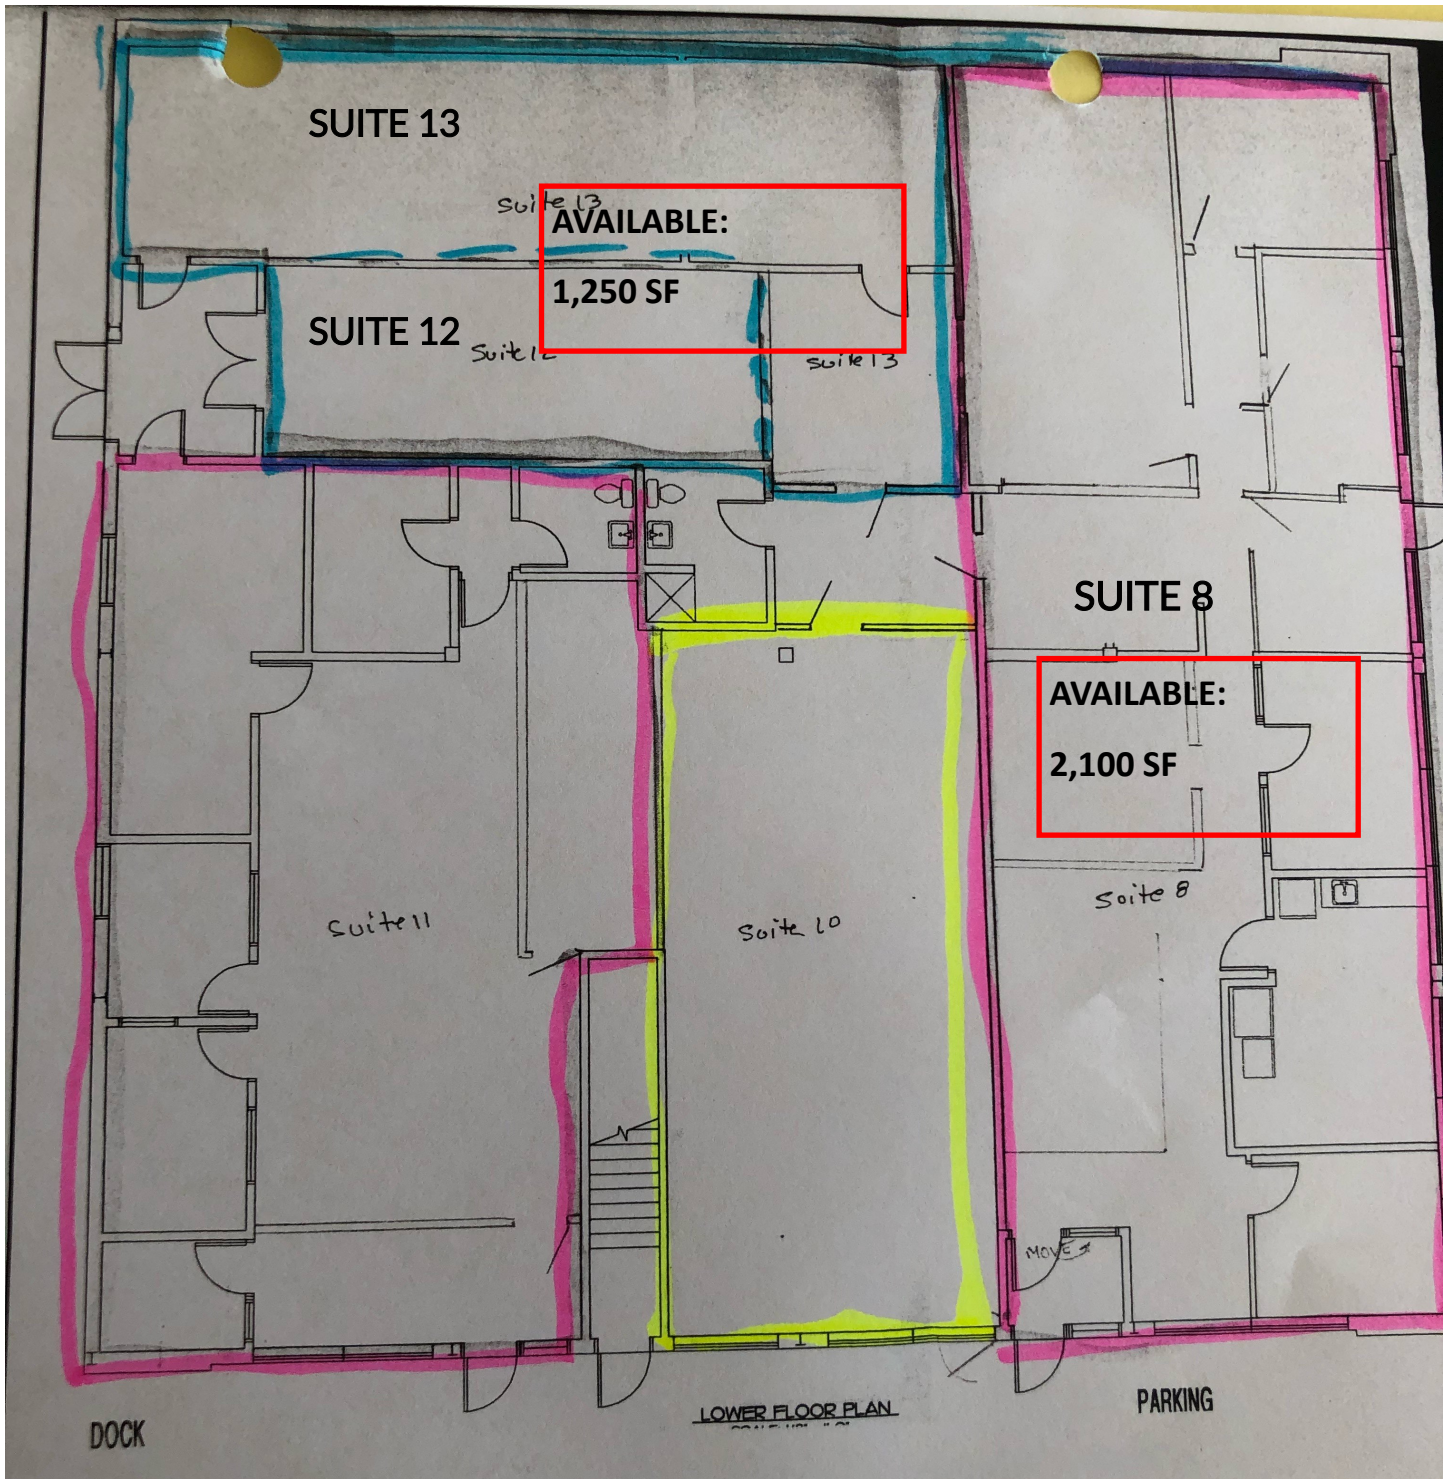 SUITE 13
Suite 13
AVAILABLE:
1,250 SF
SUITE 12
Suite 12
Suite 13
SUITE 8
AVAILABLE:
2,100 SF
Suite 8
Suite 11
Suite 10
MOVE
LOWER FLOOR PLAN
PARKING
DOCK